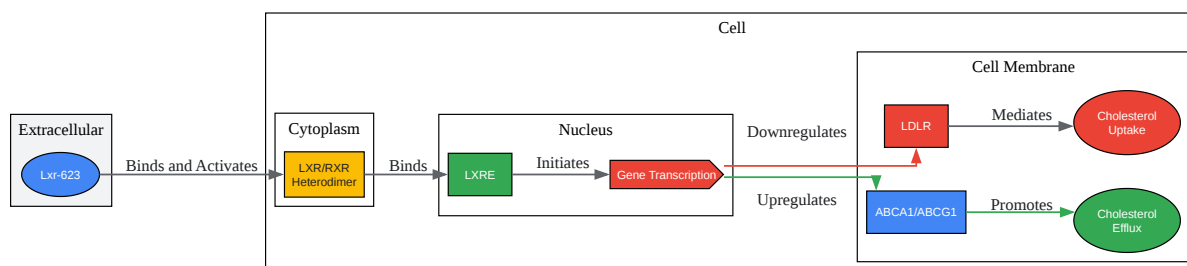 Cell
Cell Membrane
Extracellular
Cytoplasm
Nucleus
Downregulates
LDLR
Mediates
Cholesterol
Uptake
Lxr-623
Binds and Activates
LXR/RXR
Heterodimer
Binds
LXRE
Initiates
Gene Transcription
Upregulates
ABCA1/ABCG1
Promotes
Cholesterol
Efflux